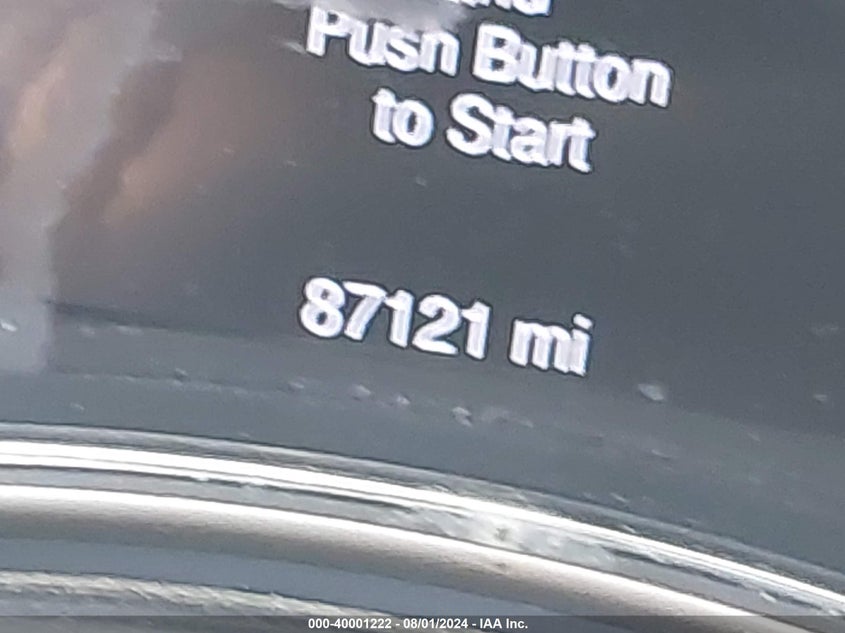 Push Button
to Start
87121 mi
000-40001222 - 08/01/2024 - IAA Inc.